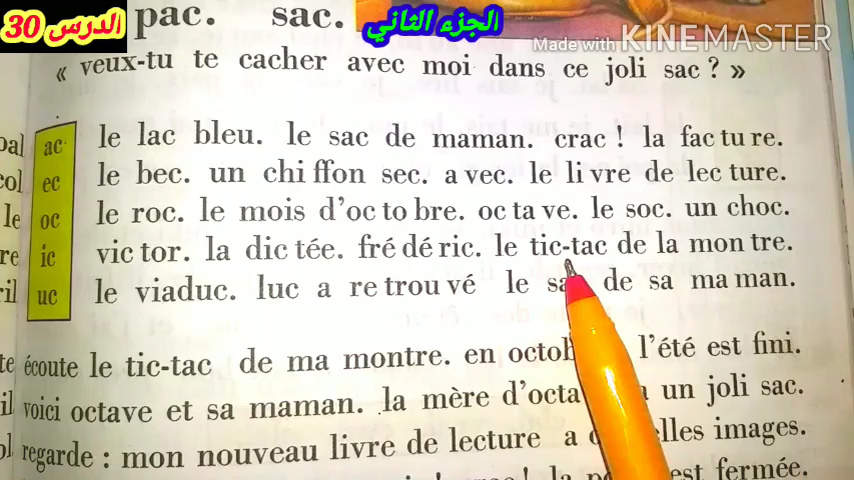 الدرس 30
pac. sac.
الجزء الثاني
Made with KINEMASTER
« veux-tu te cacher avec moi dans ce joli sac ? »
ac le lac bleu. le sac de maman. crac ! la fac tu re.
ec le bec. un chi ffon sec. a vec. le li vre de lec ture.
oc le roc. le mois d'oc to bre. oc ta ve. le soc. un choc.
ic vic tor. la dic tée. fré dé ric. le tic-tac de la mon tre.
uc le viaduc. luc a re trou vé le de sa ma man.
écoute le tic-tac de ma montre. en l'été est fini.
voici octave et sa maman. la mère un joli sac.
regarde : mon nouveau livre de lecture a images.
est fermée.